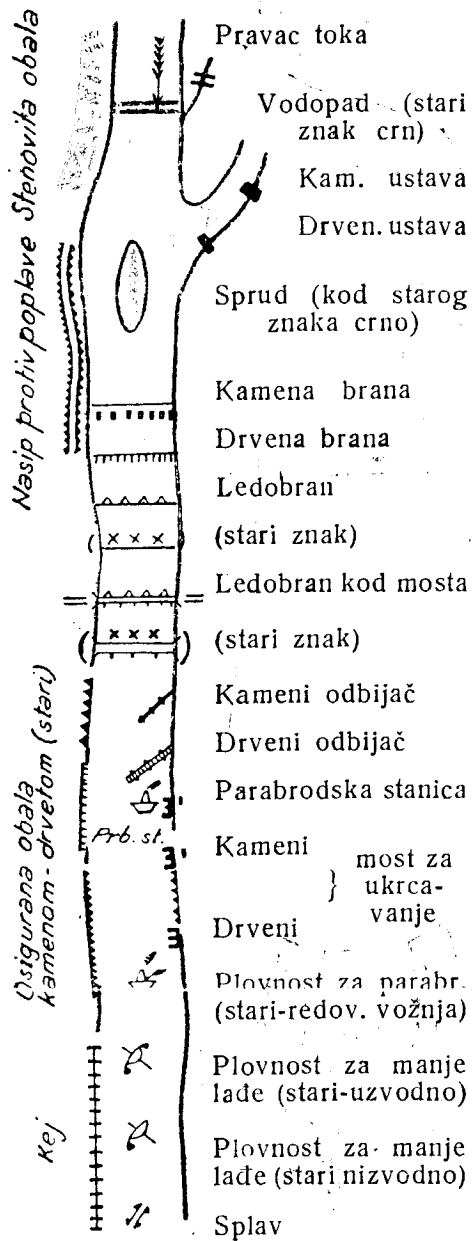 Pravac toka
Vodopad (stari
znak crn)
Kam. ustava
Drven. ustava
Sprud (kod starog
znaka crno)
Kamena brana
Drvena brana
Ledobran
(stari znak)
Ledobran kod mosta
(stari znak)
Kameni odbijač
Drveni odbijač
Parabrodska stanica
Kameni
most za
ukrca-
vanje
Drveni
Plovnost za parabr.
(stari-redov. vožnja)
Plovnost za manje
lađe (stari-uzvodno)
Plovnost za manje
lađe (stari nizvodno)
Splav
Stenovita obala
Nasip protiv poplave
Osigurana obala
kamenom-drvetom (stari)
Prb. st.
Kej